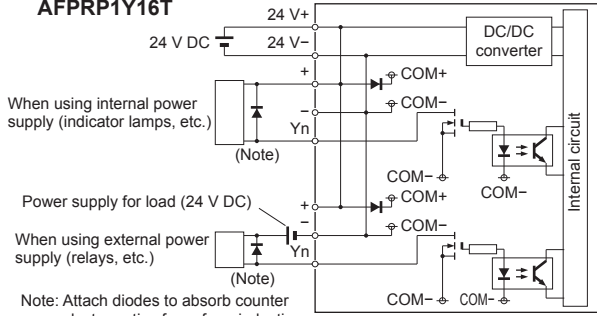 AFPRP1Y16T
24 V+
24 V DC
24 V−
DC/DC
converter
+
COM+
When using internal power
supply (indicator lamps, etc.)
−
COM−
Yn
(Note)
COM−
COM−
Internal circuit
Power supply for load (24 V DC)
+
COM+
−
COM−
When using external power
supply (relays, etc.)
Yn
(Note)
COM−
COM−
Note: Attach diodes to absorb counter